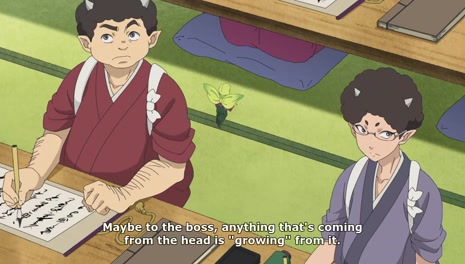 Maybe to the boss, anything that's coming
from the head is "growing" from it.